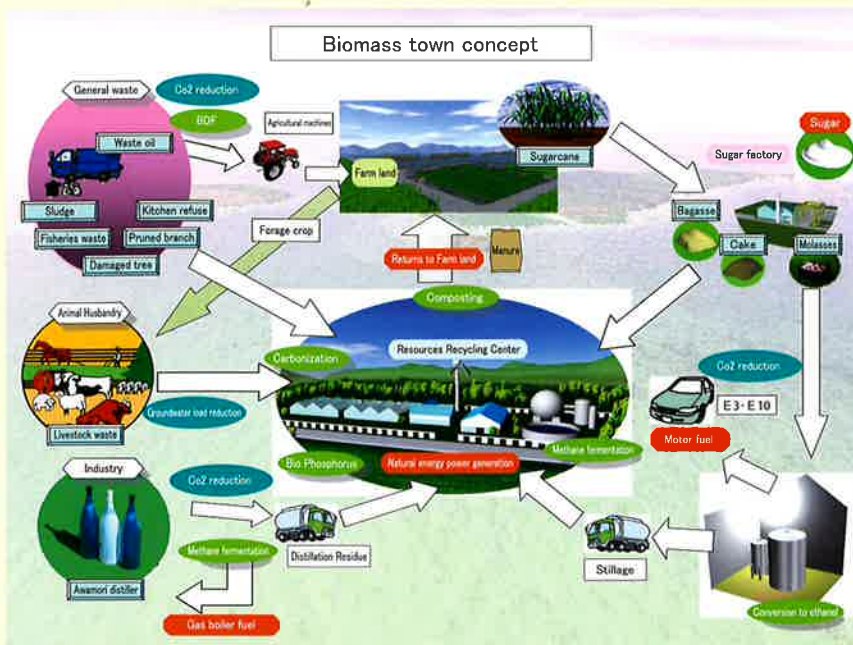 Biomass town concept
General waste
Co2 reduction
BDF
Agricultural machines
Waste oil
Sludge
Kitchen refuse
Fisheries waste
Pruned branch
Damaged tree
Farm land
Sugarcane
Sugar
Sugar factory
Bagasse
Cake
Molasses
Forage crop
Returns to Farm land
Manure
Composting
Animal Husbandry
Livestock waste
Groundwater load reduction
Carbonization
Resources Recycling Center
Bio Phosphorus
Natural energy power generation
Methane fermentation
Co2 reduction
E3・E10
Motor fuel
Industry
Co2 reduction
Awamori distiller
Methane fermentation
Gas boiler fuel
Distillation Residue
Stillage
Conversion to ethanol